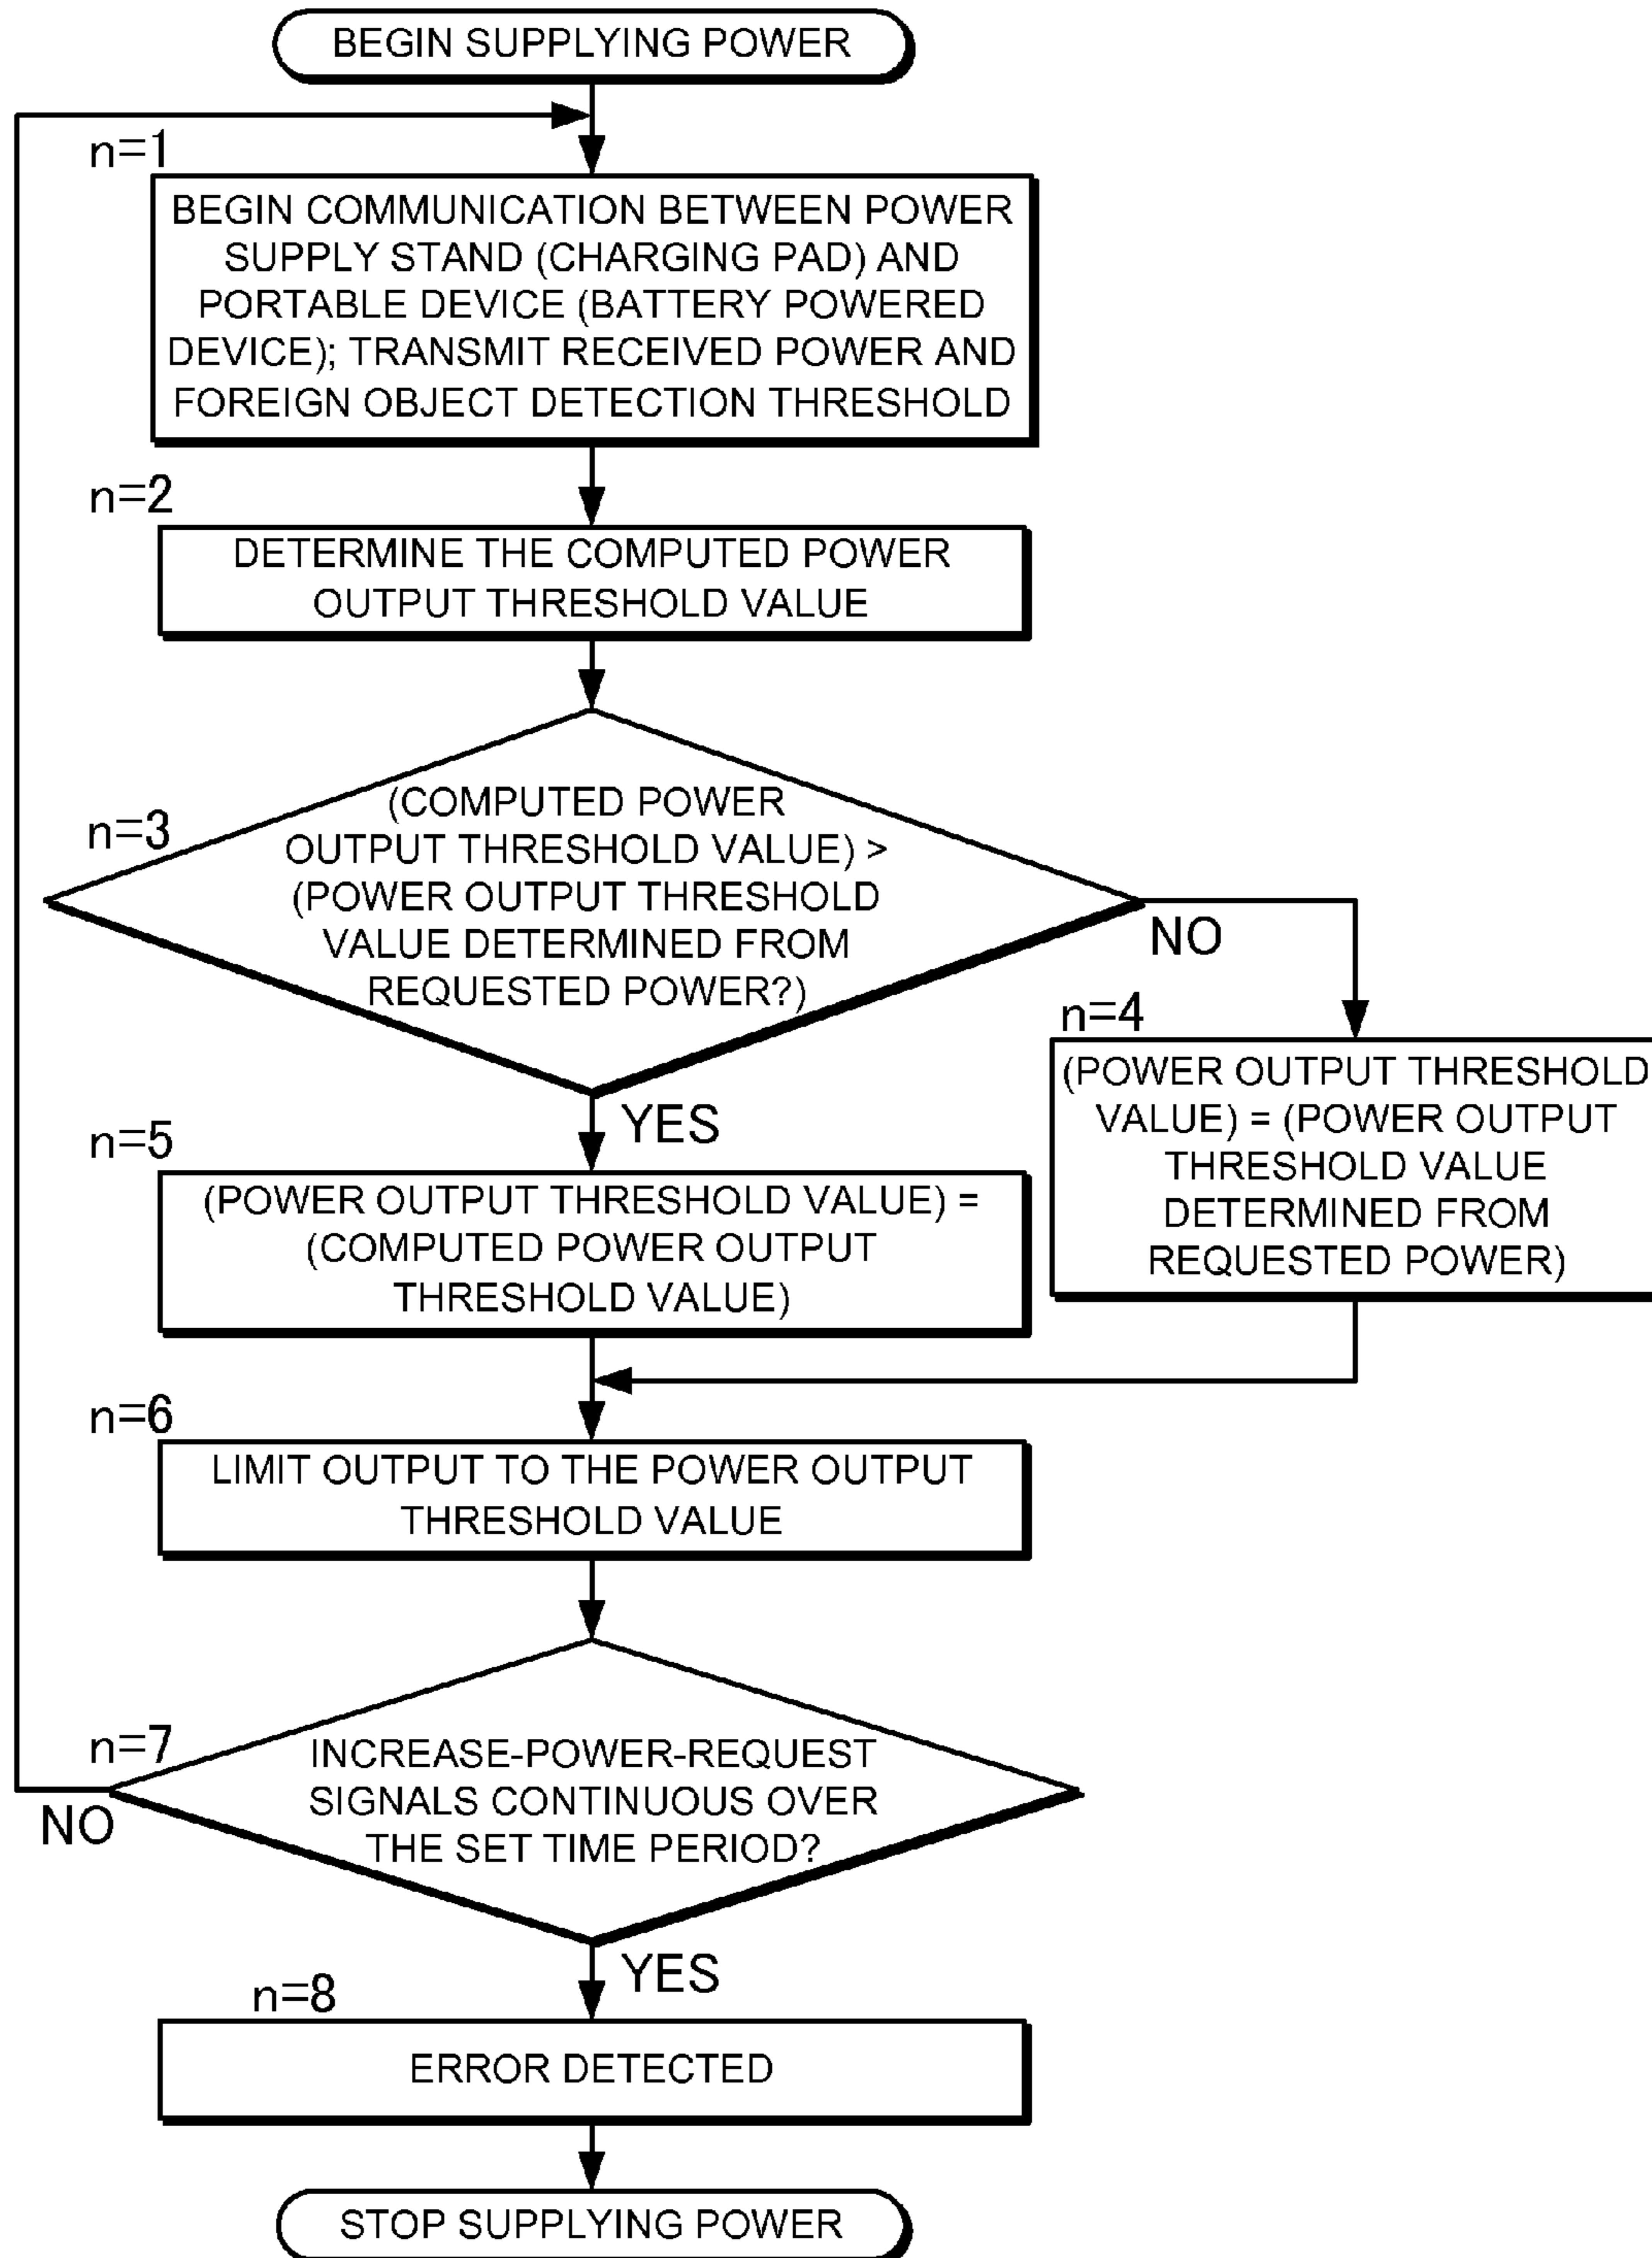 BEGIN SUPPLYING POWER
n=1
BEGIN COMMUNICATION BETWEEN POWER
SUPPLY STAND (CHARGING PAD) AND
PORTABLE DEVICE (BATTERY POWERED
DEVICE); TRANSMIT RECEIVED POWER AND
FOREIGN OBJECT DETECTION THRESHOLD
n=2
DETERMINE THE COMPUTED POWER
OUTPUT THRESHOLD VALUE
n=3
(COMPUTED POWER
OUTPUT THRESHOLD VALUE) >
(POWER OUTPUT THRESHOLD
VALUE DETERMINED FROM
REQUESTED POWER?)
NO
n=4
(POWER OUTPUT THRESHOLD
VALUE) = (POWER OUTPUT
THRESHOLD VALUE
DETERMINED FROM
REQUESTED POWER)
YES
n=5
(POWER OUTPUT THRESHOLD VALUE) =
(COMPUTED POWER OUTPUT
THRESHOLD VALUE)
n=6
LIMIT OUTPUT TO THE POWER OUTPUT
THRESHOLD VALUE
n=7
INCREASE-POWER-REQUEST
SIGNALS CONTINUOUS OVER
THE SET TIME PERIOD?
NO
YES
n=8
ERROR DETECTED
STOP SUPPLYING POWER